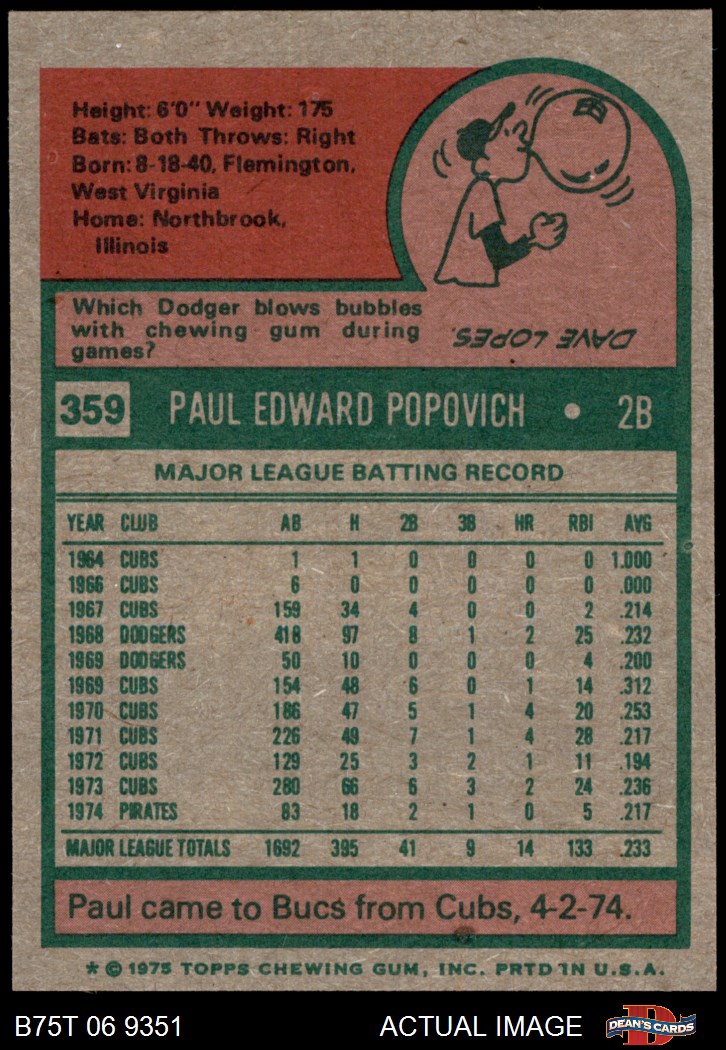 Height: 6'0" Weight: 175
Bats: Both Throws: Right
Born: 8-18-40, Flemington,
West Virginia
Home: Northbrook,
Illinois
Which Dodger blows bubbles
with chewing gum during
games?
DAVE LOPES.
359 PAUL EDWARD POPOVICH • 2B
MAJOR LEAGUE BATTING RECORD
YEAR CLUB AB H 2B 3B HR RBI AVG
1964 CUBS 1 1 0 0 0 0 1.000
1966 CUBS 6 0 0 0 0 0 .000
1967 CUBS 159 34 4 0 0 2 .214
1968 DODGERS 418 97 8 1 2 25 .232
1969 DODGERS 50 10 0 0 0 4 .200
1969 CUBS 154 48 6 0 1 14 .312
1970 CUBS 186 47 5 1 4 20 .253
1971 CUBS 226 49 7 1 4 28 .217
1972 CUBS 129 25 3 2 1 11 .194
1973 CUBS 280 66 6 3 2 24 .236
1974 PIRATES 83 18 2 1 0 5 .217
MAJOR LEAGUE TOTALS 1692 395 41 9 14 133 .233
Paul came to Bucs from Cubs, 4-2-74.
* © 1975 TOPPS CHEWING GUM, INC. PRTD IN U.S.A.
B75T 06 9351 ACTUAL IMAGE D DEAN'S CARDS